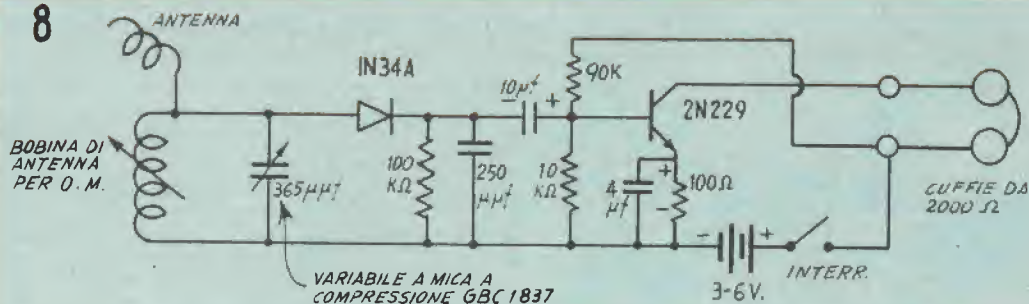 8
ANTENNA
IN34A
BOBINA DI
ANTENNA
PER O.M.
365μμf
100
KΩ
250
μμf
10μf
- +
90K
10
KΩ
2N229
4
μf
+
100Ω
-
CUFFIE DA
2000 Ω
- +
INTERR.
3-6V.
VARIABILE A MICA A
COMPRESSIONE GBC 1837